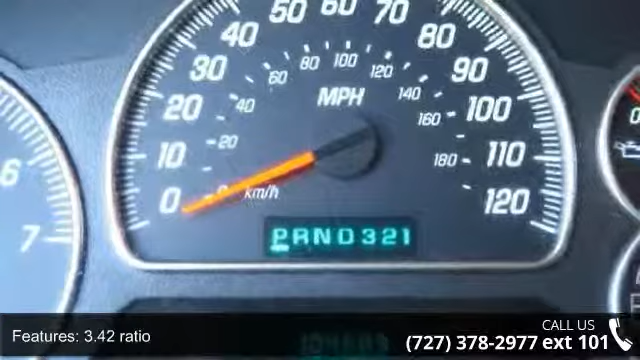 50 60 70
40 80
30 60 80 100 120 90
20 40 MPH 140 100
160
10 20 180 110
0 0 km/h 120
6
7
0
PRND321
Features: 3.42 ratio
CALL US
(727) 378-2977 ext 101